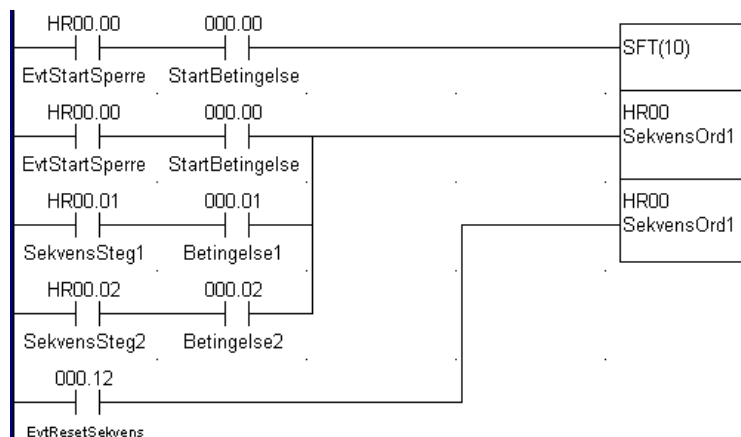 HR00.00 000.00
SFT(10)
EvtStartSperre StartBetingelse
HR00.00 000.00 HR00
SekvensOrd1
EvtStartSperre StartBetingelse
HR00.01 000.01 HR00
SekvensOrd1
SekvensSteg1 Betingelse1
HR00.02 000.02
SekvensSteg2 Betingelse2
000.12
EvtResetSekvens